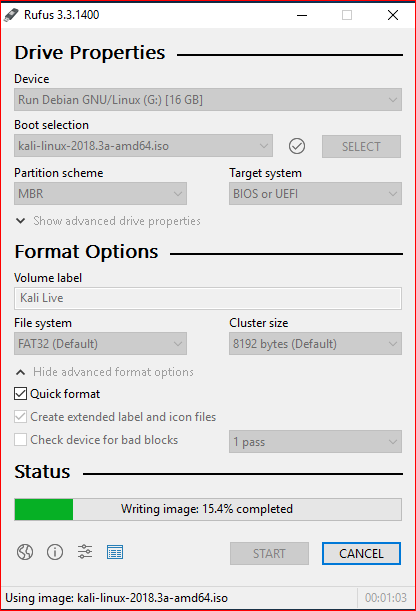 Rufus 3.3.1400
Drive Properties
Device
Run Debian GNU/Linux (G:) [16 GB]
Boot selection
kali-linux-2018.3a-amd64.iso
SELECT
Partition scheme
Target system
MBR
BIOS or UEFI
Show advanced drive properties
Format Options
Volume label
Kali Live
File system
Cluster size
FAT32 (Default)
8192 bytes (Default)
Hide advanced format options
Quick format
Create extended label and icon files
Check device for bad blocks
1 pass
Status
Writing image: 15.4% completed
START
CANCEL
Using image: kali-linux-2018.3a-amd64.iso
00:01:03